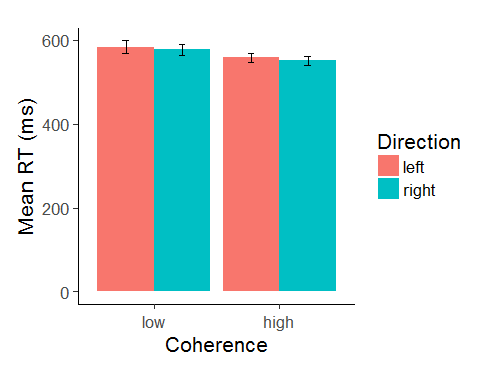 600
400
200
0
Mean RT (ms)
low high
Coherence
Direction
left
right